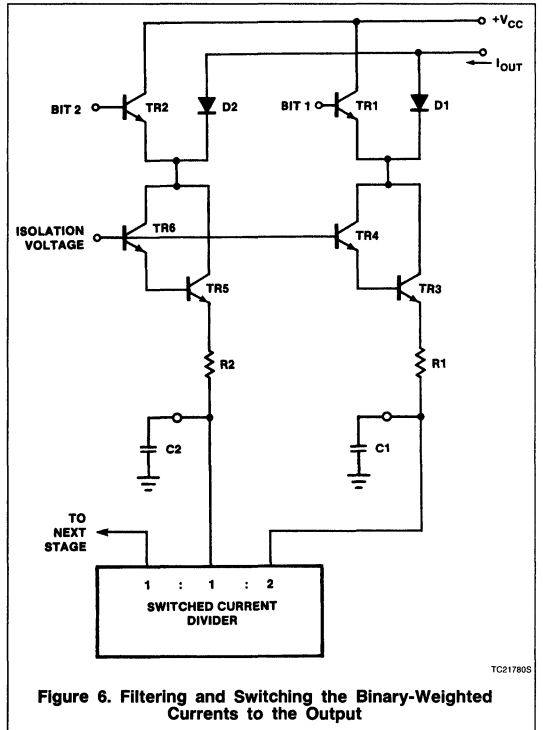 +VCC
IOUT
BIT 2
TR2
D2
BIT 1
TR1
D1
ISOLATION
VOLTAGE
TR6
TR4
TR5
TR3
R2
R1
C2
C1
TO
NEXT
STAGE
1 : 1 : 2
SWITCHED CURRENT
DIVIDER
TC21780S
Figure 6. Filtering and Switching the Binary-Weighted
Currents to the Output